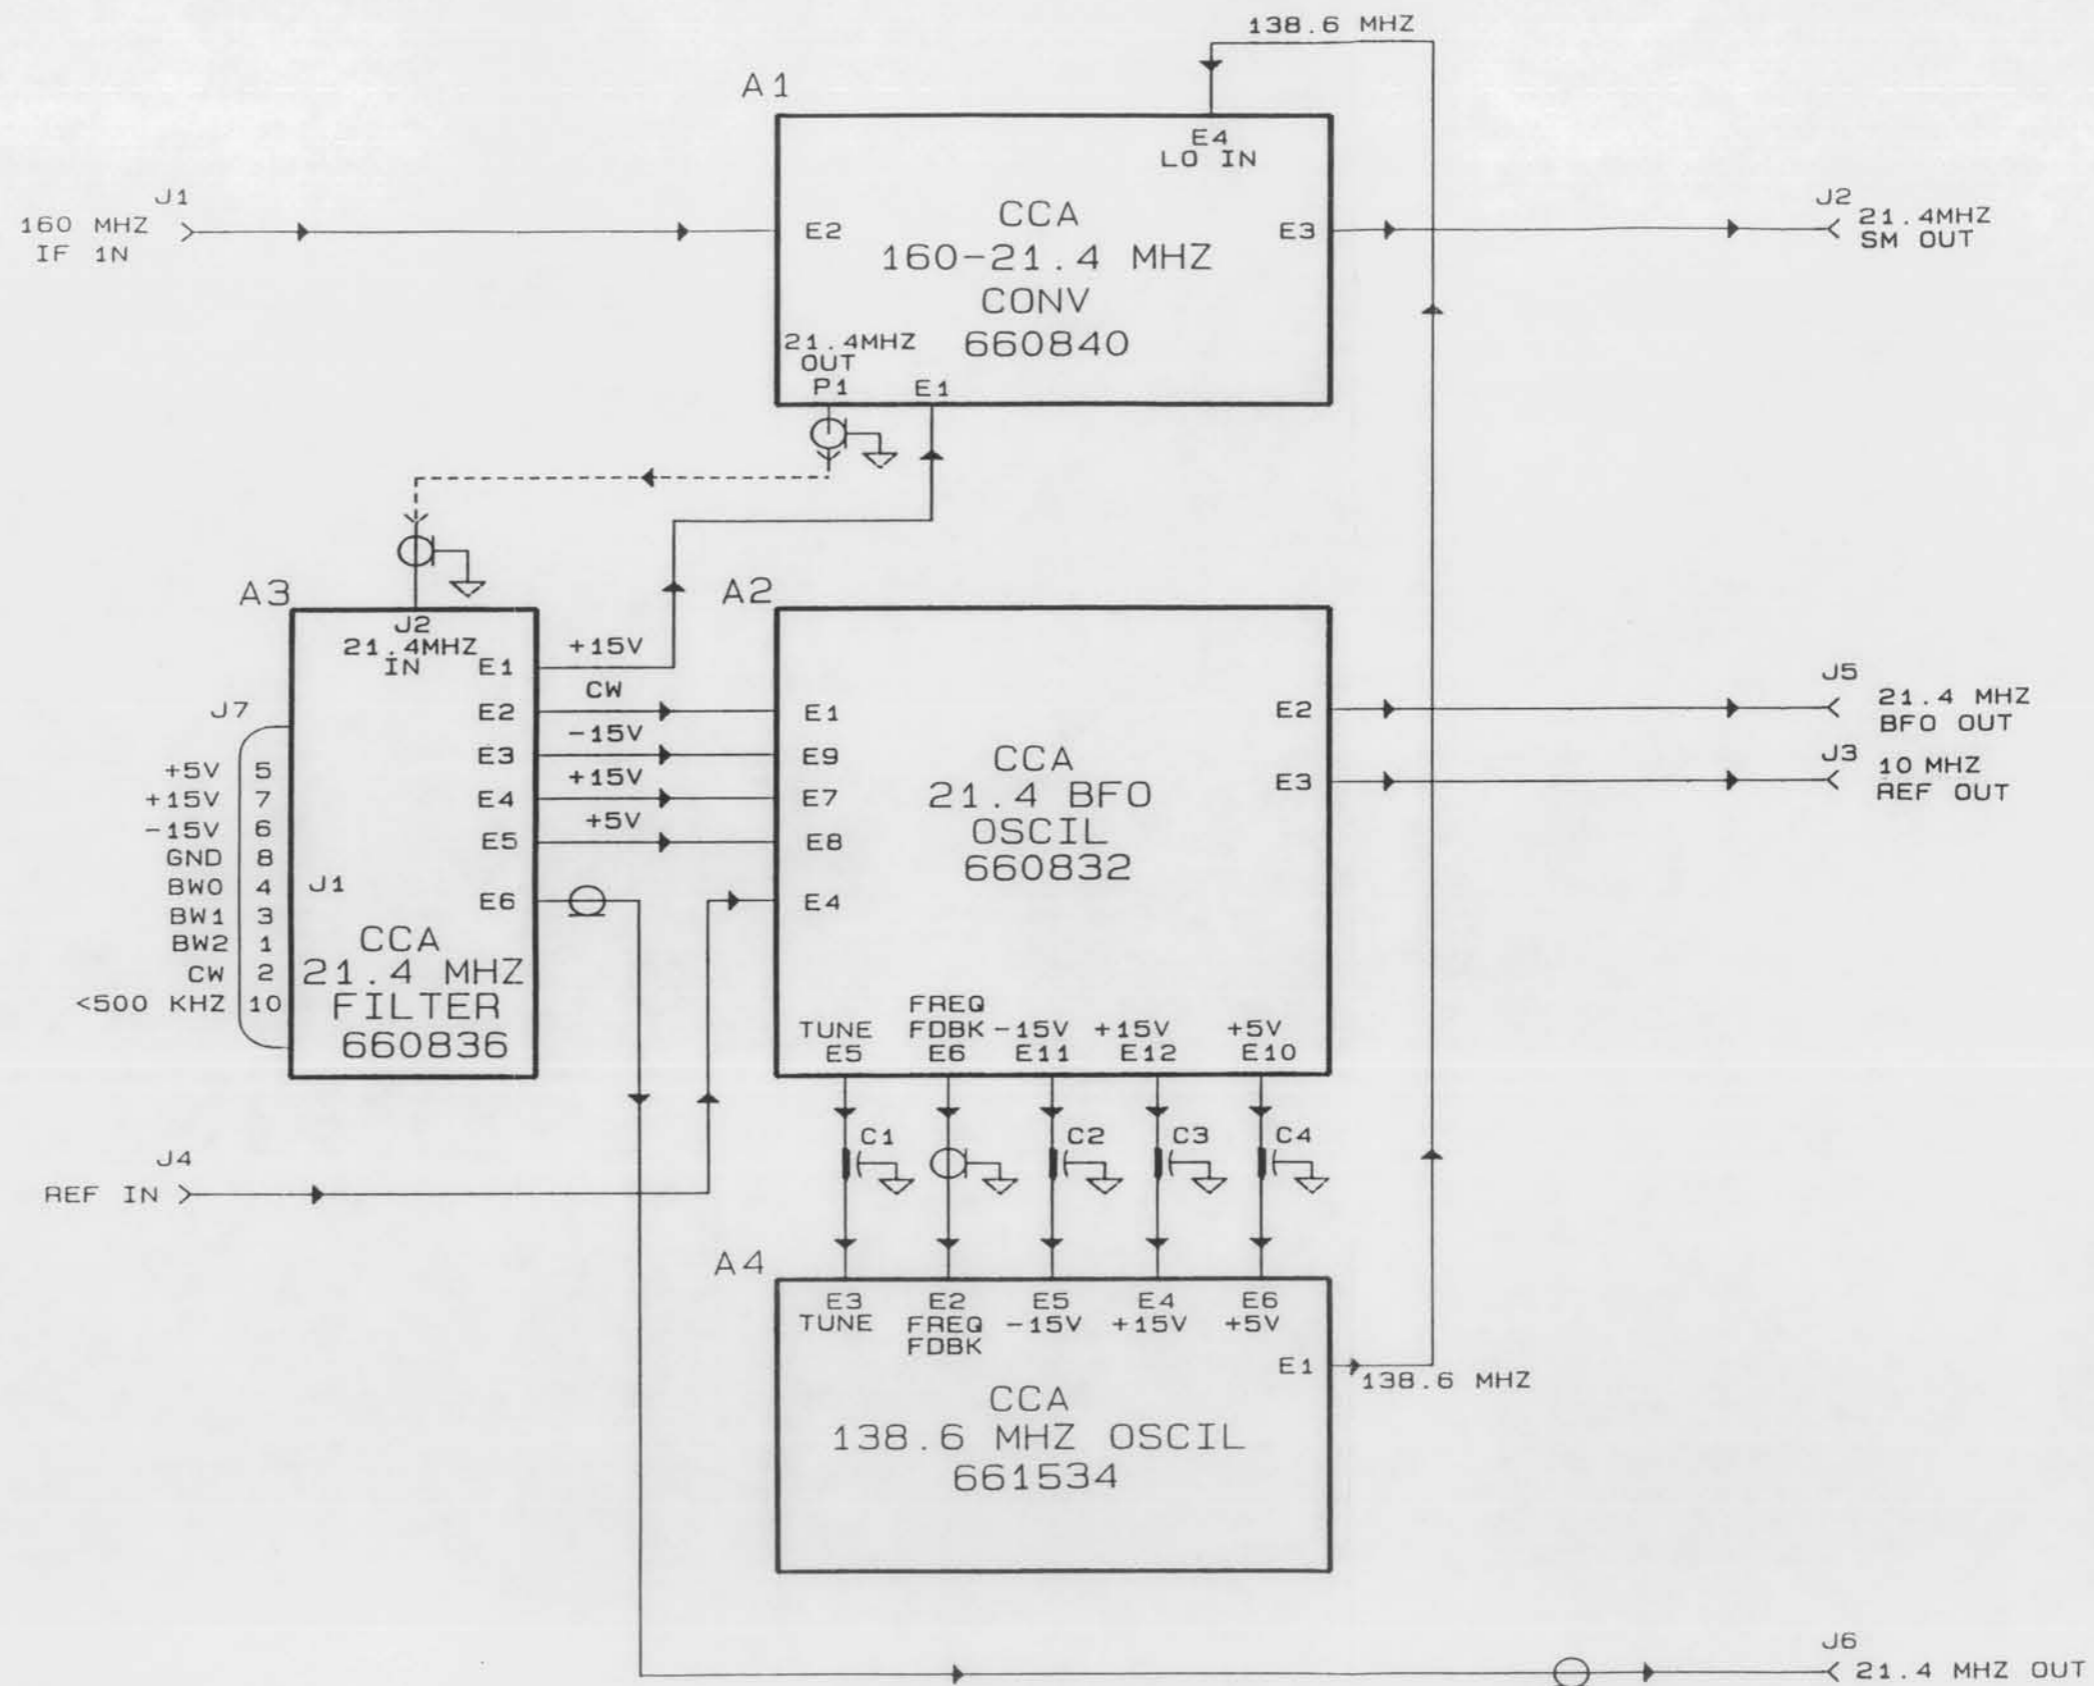 138.6 MHZ
A1
E4
LO IN
J1
160 MHZ
IF 1N
E2
CCA
160-21.4 MHZ
CONV
660840
E3
J2
21.4MHZ
SM OUT
21.4MHZ
OUT
P1
E1
A3
J2
21.4MHZ
IN
E1
+15V
E2
CW
E3
-15V
E4
+15V
E5
+5V
E6
J7
+5V 5
+15V 7
-15V 6
GND 8
BW0 4
BW1 3
BW2 1
CW 2
<500 KHZ 10
J1
CCA
21.4 MHZ
FILTER
660836
A2
E1
E9
E7
E8
E4
CCA
21.4 BFO
OSCIL
660832
E2
E3
J5
21.4 MHZ
BFO OUT
J3
10 MHZ
REF OUT
TUNE
E5
FREQ
FDBK
E6
-15V
E11
+15V
E12
+5V
E10
C1
C2
C3
C4
J4
REF IN
A4
E3
TUNE
E2
FREQ
FDBK
E5
-15V
E4
+15V
E6
+5V
E1
138.6 MHZ
CCA
138.6 MHZ OSCIL
661534
J6
21.4 MHZ OUT